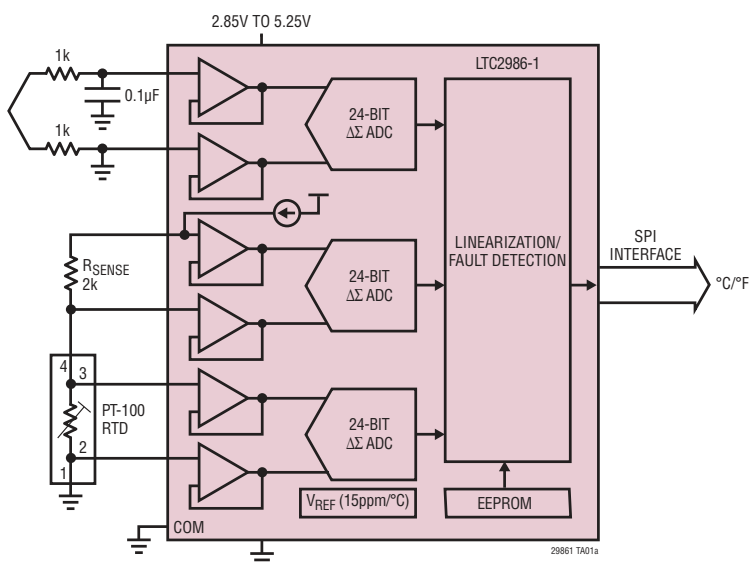 2.85V TO 5.25V
1k
0.1µF
1k
LTC2986-1
24-BIT
ΔΣ ADC
LINEARIZATION/
FAULT DETECTION
SPI
INTERFACE
°C/°F
RSENSE
2k
24-BIT
ΔΣ ADC
4
3
PT-100
RTD
2
1
24-BIT
ΔΣ ADC
VREF (15ppm/°C)
EEPROM
COM
29861 TA01a